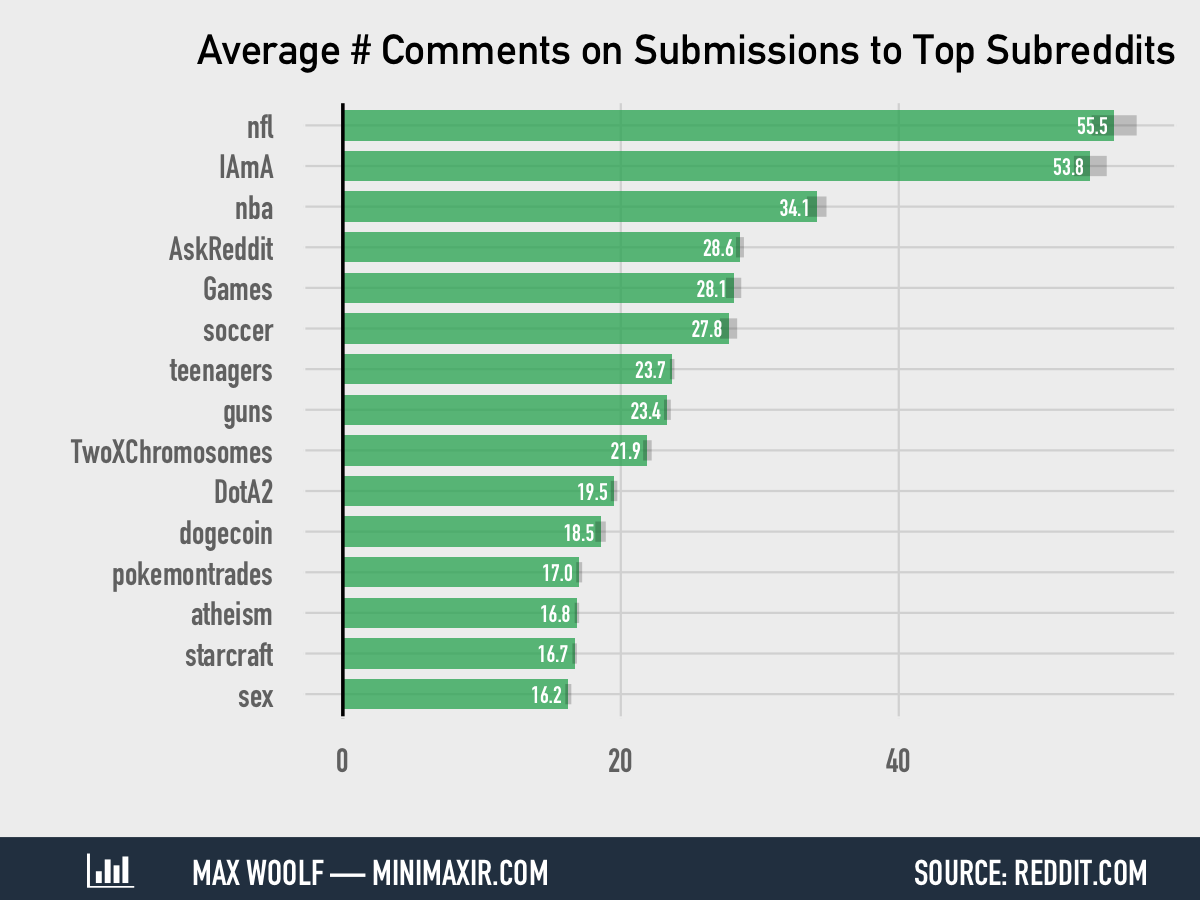 Average # Comments on Submissions to Top Subreddits
nfl 55.5
IAmA 53.8
nba 34.1
AskReddit 28.6
Games 28.1
soccer 27.8
teenagers 23.7
guns 23.4
TwoXChromosomes 21.9
DotA2 19.5
dogecoin 18.5
pokemontrades 17.0
atheism 16.8
starcraft 16.7
sex 16.2
0 20 40
MAX WOOLF — MINIMAXIR.COM SOURCE: REDDIT.COM